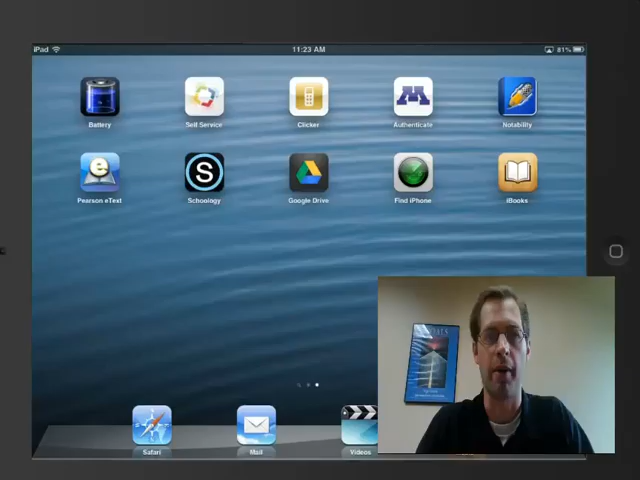 iPad 11:23 AM 81%
Battery Self Service Clicker Authenticate Notability
Pearson eText Schoology Google Drive Find iPhone iBooks
Safari Mail Videos